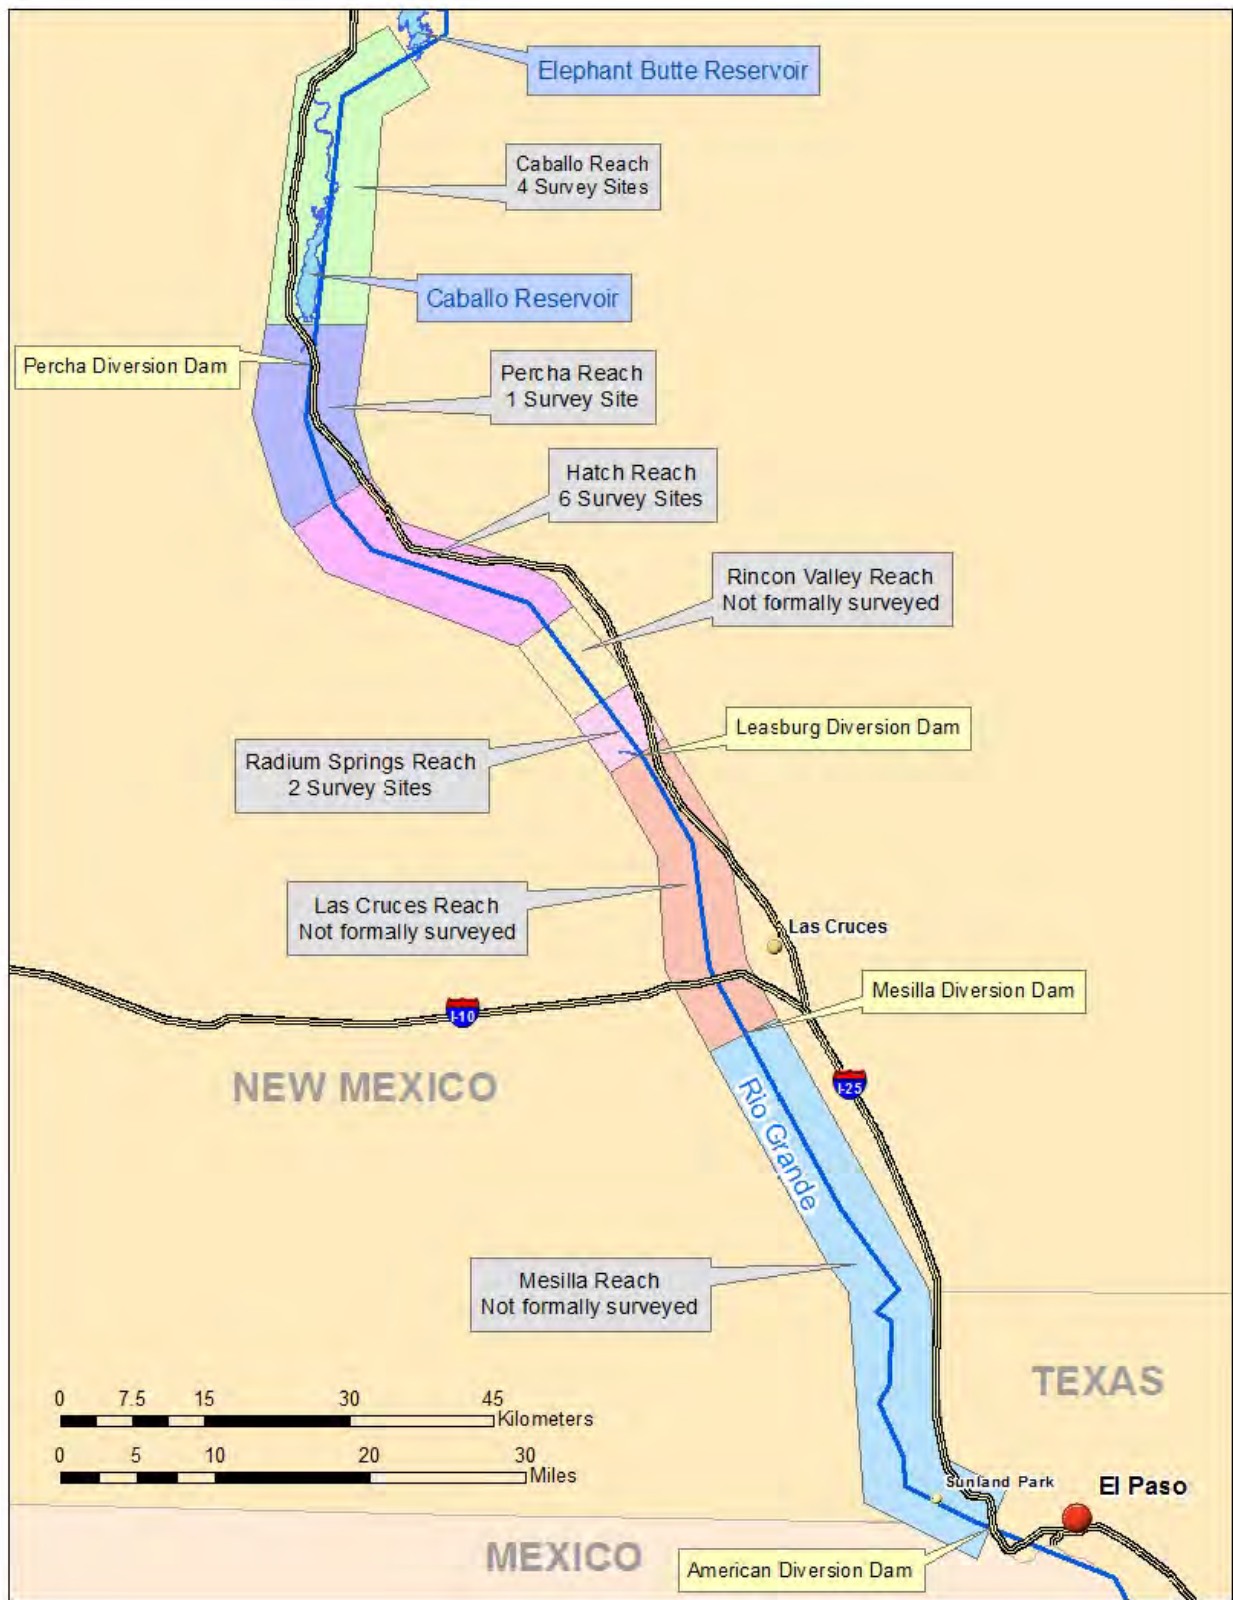 Elephant Butte Reservoir
Caballo Reach
4 Survey Sites
Caballo Reservoir
Percha Diversion Dam
Percha Reach
1 Survey Site
Hatch Reach
6 Survey Sites
Rincon Valley Reach
Not formally surveyed
Leasburg Diversion Dam
Radium Springs Reach
2 Survey Sites
Las Cruces Reach
Not formally surveyed
Las Cruces
Mesilla Diversion Dam
I-10
NEW MEXICO
I-25
Rio Grande
Mesilla Reach
Not formally surveyed
TEXAS
0 7.5 15 30 45
Kilometers
0 5 10 20 30
Miles
Sunland Park
El Paso
MEXICO
American Diversion Dam